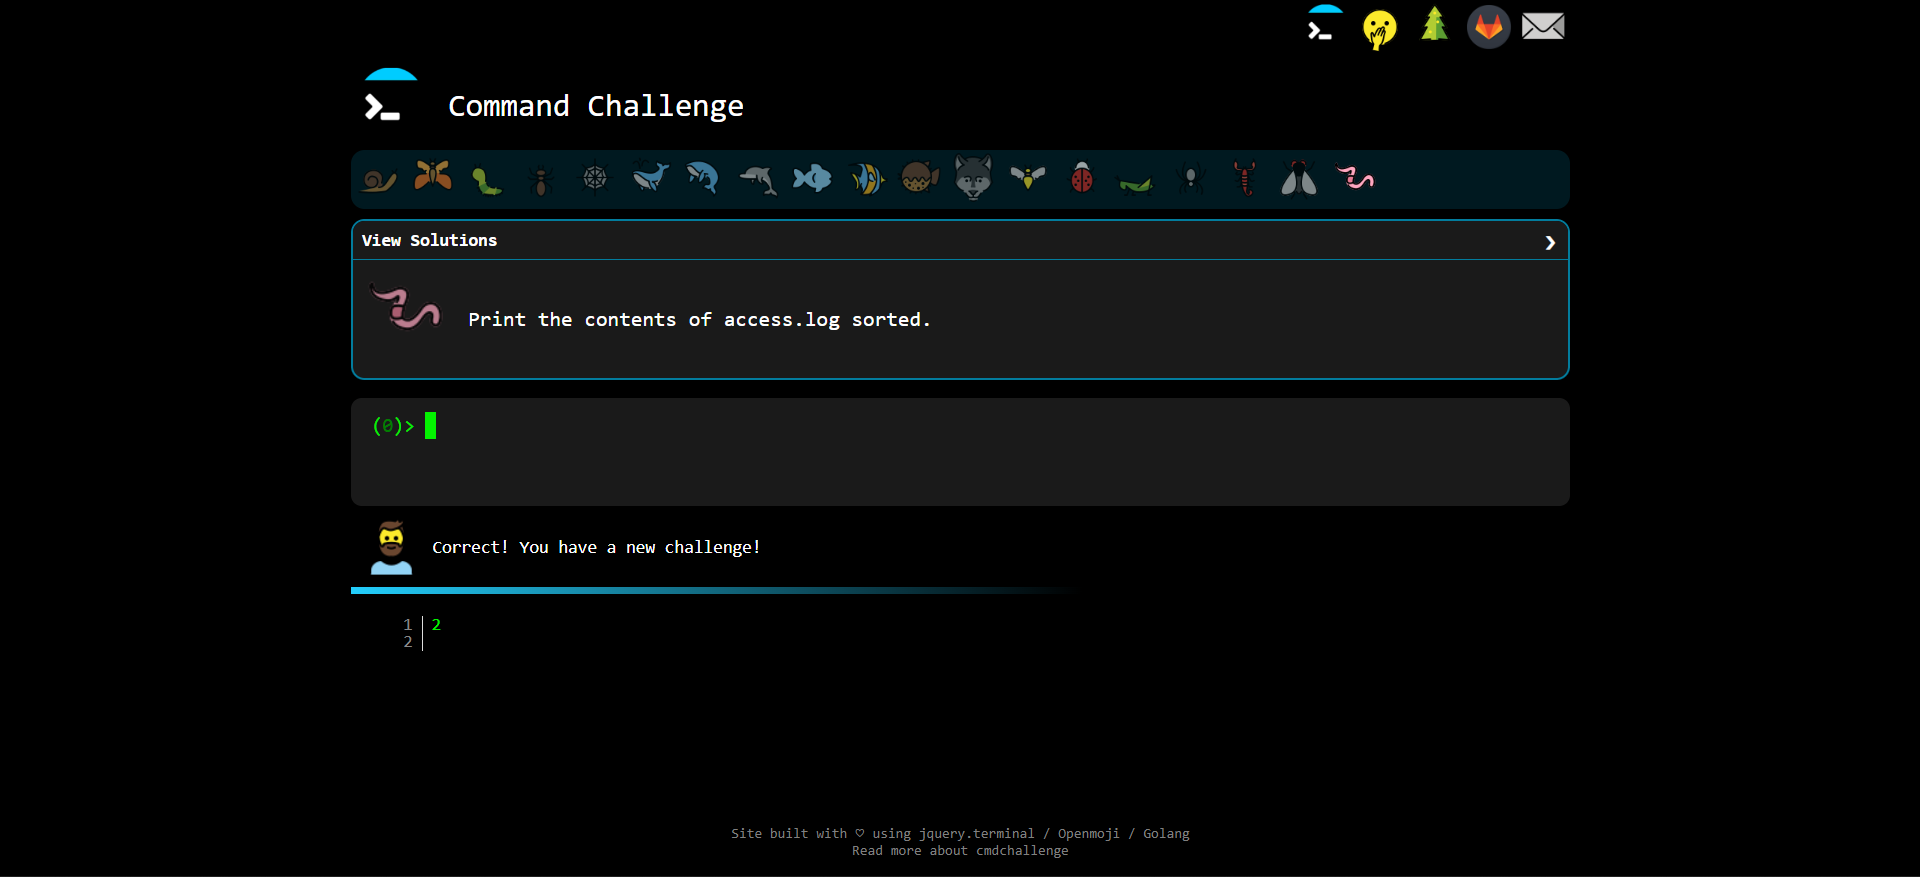 Command Challenge
View Solutions
Print the contents of access.log sorted.
(0)>
Correct! You have a new challenge!
1 2
2
Site built with ♡ using jquery.terminal / Openmoji / Golang
Read more about cmdchallenge